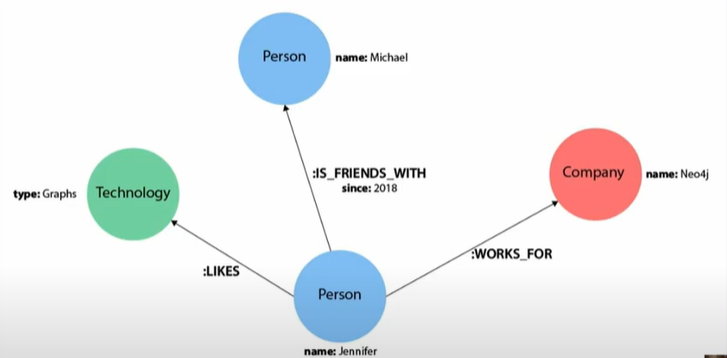 Person
name: Michael
:IS_FRIENDS_WITH
since: 2018
Company
name: Neo4j
type: Graphs
Technology
:WORKS_FOR
:LIKES
Person
name: Jennifer